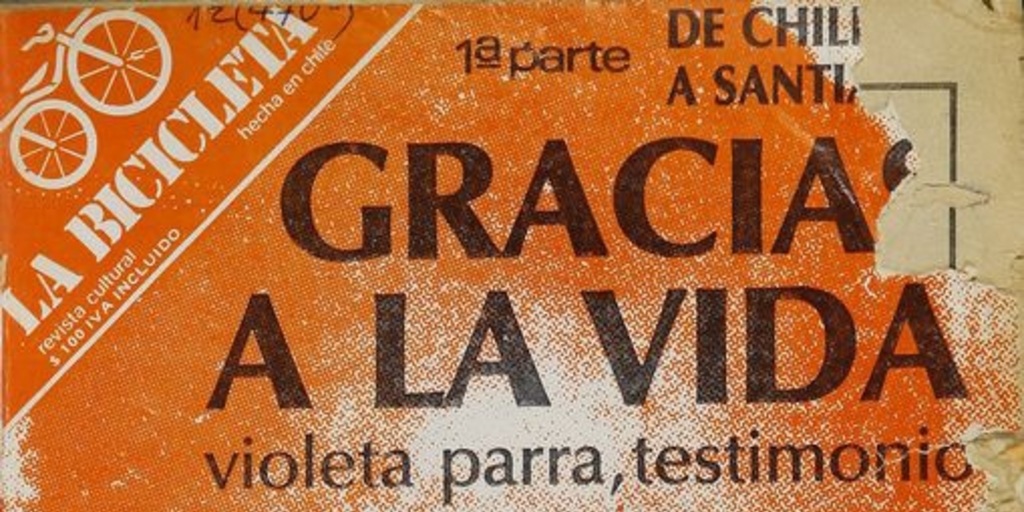 LA BICICLETA
hecha en chile
revista cultural
$ 100 IVA INCLUIDO
1ª parte
DE CHIL
A SANTI
GRACIAS
A LA VIDA
violeta parra, testimonio